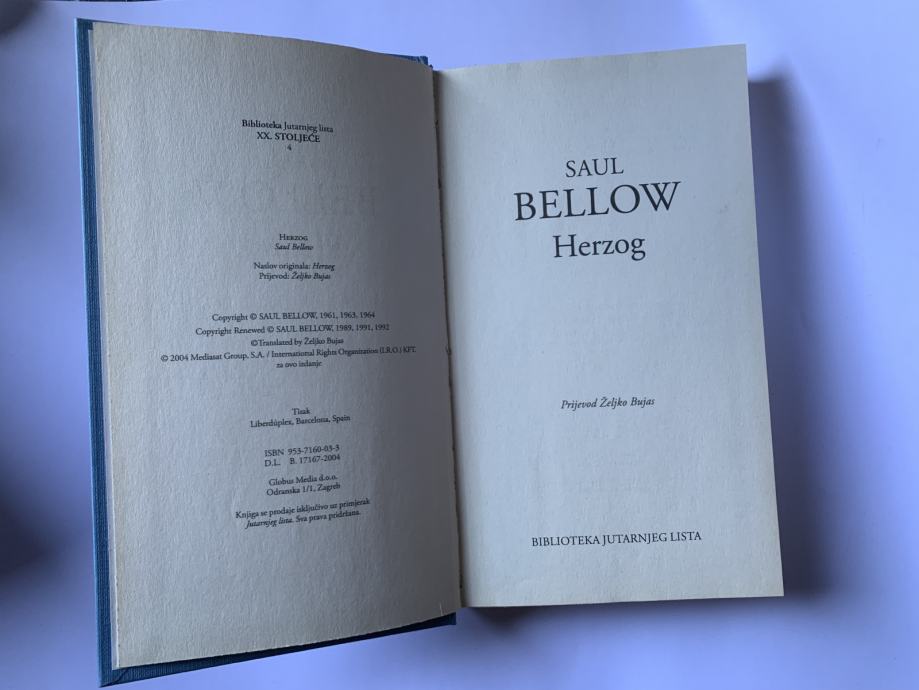 Biblioteka Jutarnjeg lista
XX. STOLJEĆE
4
HERZOG
Saul Bellow
Naslov originala: Herzog
Prijevod: Željko Bujas
Copyright © SAUL BELLOW, 1961, 1963, 1964
Copyright Renewed © SAUL BELLOW, 1989, 1991, 1992
©Translated by Željko Bujas
© 2004 Mediasat Group, S.A. / International Rights Organization (I.R.O.) KFT.
za ovo izdanje
Tisak
Liberdúplex, Barcelona, Spain
ISBN 953-7160-03-3
D.L. B. 17167-2004
Globus Media d.o.o.
Odranska 1/1, Zagreb
Knjiga se prodaje isključivo uz primjerak
Jutarnjeg lista. Sva prava pridržana.
SAUL
BELLOW
Herzog
Prijevod Željko Bujas
BIBLIOTEKA JUTARNJEG LISTA